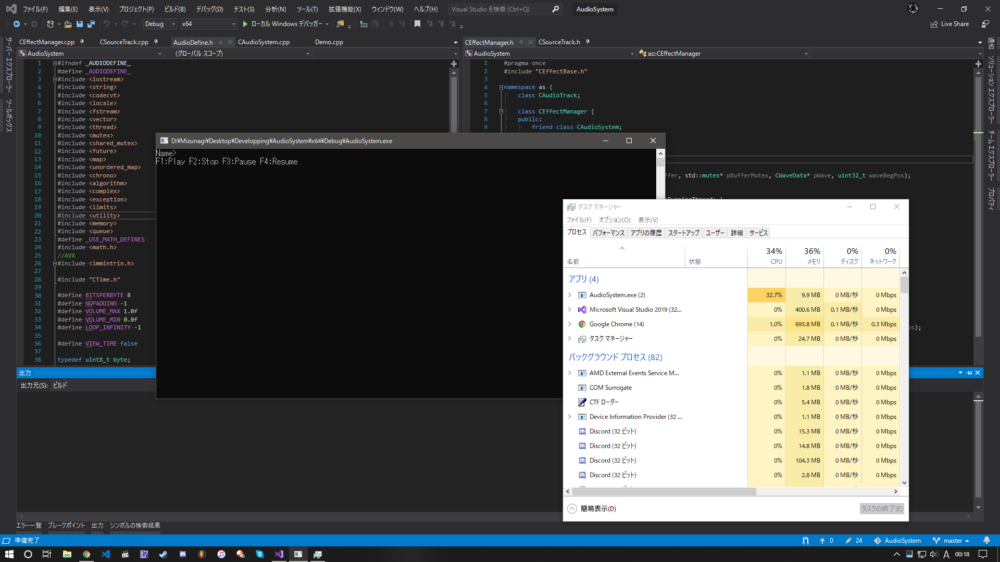 ファイル(F) 編集(E) 表示(V) プロジェクト(P) ビルド(B) デバッグ(D) テスト(S) 分析(N) ツール(T) 拡張機能(X) ウィンドウ(W) ヘルプ(H) Visual Studio を検索 (Ctrl+Q) AudioSystem
Debug x64 ローカル Windows デバッガー Live Share
サーバー エクスプローラー
ツールボックス
CEffectManager.cpp CSourceTrack.cpp AudioDefine.h CAudioSystem.cpp Demo.cpp
AudioSystem (グローバル スコープ)
1 #ifndef _AUDIODEFINE_
2 #define _AUDIODEFINE_
3 #include <iostream>
4 #include <string>
5 #include <codecvt>
6 #include <locale>
7 #include <fstream>
8 #include <vector>
9 #include <thread>
10 #include <mutex>
11 #include <shared_mutex>
12 #include <future>
13 #include <map>
14 #include <unordered_map>
15 #include <chrono>
16 #include <algorithm>
17 #include <complex>
18 #include <exception>
19 #include <limits>
20 #include <utility>
21 #include <memory>
22 #include <queue>
23 #define _USE_MATH_DEFINES
24 #include <math.h>
25 //AVX
26 #include <immintrin.h>
27
28 #include "CTime.h"
29
30 #define BITSPERBYTE 8
31 #define NOPADDING -1
32 #define VOLUME_MAX 1.0f
33 #define VOLUME_MIN 0.0f
34 #define LOOP_INFINITY -1
35
36 #define VIEW_TIME false
37
38 typedef uint8_t byte;
CEffectManager.h CSourceTrack.h
AudioSystem as::CEffectManager
1 #pragma once
2 #include "CEffectBase.h"
3
4 namespace as {
5 class CAudioTrack;
6
7 class CEffectManager {
8 public:
9 friend class CAudioSystem;
ffer, std::mutex* pBufferMutex, CWaveData* pWave, uint32_t waveBegPos);
os);
通知
ソリューション エクスプローラー
チーム エクスプローラー
プロパティ
D:¥Mizunagi¥Desktop¥Developping¥AudioSystem¥x64¥Debug¥AudioSystem.exe
Name>
F1:Play F2:Stop F3:Pause F4:Resume
タスク マネージャー
ファイル(F) オプション(O) 表示(V)
プロセス パフォーマンス アプリの履歴 スタートアップ ユーザー 詳細 サービス
34% 36% 0% 0%
名前 状態 CPU メモリ ディスク ネットワーク
アプリ (4)
AudioSystem.exe (2) 32.7% 9.9 MB 0 MB/秒 0 Mbps
Microsoft Visual Studio 2019 (32... 0% 400.6 MB 0.1 MB/秒 0 Mbps
Google Chrome (14) 1.0% 693.8 MB 0.1 MB/秒 0.3 Mbps
タスク マネージャー 0% 24.7 MB 0 MB/秒 0 Mbps
バックグラウンド プロセス (82)
AMD External Events Service M... 0% 1.1 MB 0 MB/秒 0 Mbps
COM Surrogate 0% 1.8 MB 0 MB/秒 0 Mbps
CTF ローダー 0% 5.4 MB 0 MB/秒 0 Mbps
Device Information Provider (32 ... 0% 1.1 MB 0 MB/秒 0 Mbps
Discord (32 ビット) 0% 15.3 MB 0 MB/秒 0 Mbps
Discord (32 ビット) 0% 14.8 MB 0 MB/秒 0 Mbps
Discord (32 ビット) 0% 104.3 MB 0 MB/秒 0 Mbps
Discord (32 ビット) 0% 2.8 MB 0 MB/秒 0 Mbps
簡易表示(D) タスクの終了(E)
出力
出力元(S): ビルド
エラー一覧 ブレークポイント 出力 シンボルの検索結果
準備完了 0 24 AudioSystem master
A 00:18